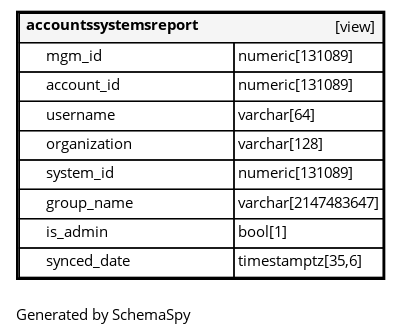 accountssystemsreport [view]
mgm_id numeric[131089]
account_id numeric[131089]
username varchar[64]
organization varchar[128]
system_id numeric[131089]
group_name varchar[2147483647]
is_admin bool[1]
synced_date timestamptz[35,6]
Generated by SchemaSpy